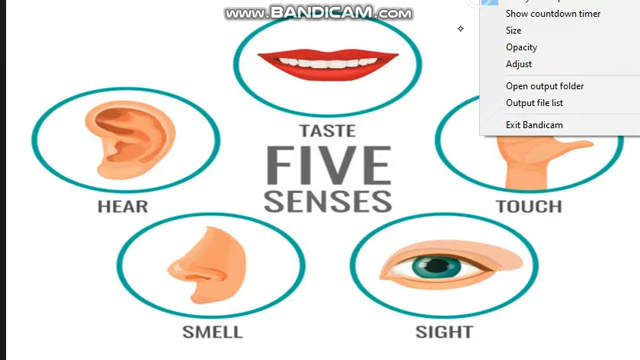 www.BANDICAM.com
Show countdown timer
Size
Opacity
Adjust
Open output folder
Output file list
Exit Bandicam
TASTE
FIVE
SENSES
HEAR
TOUCH
SMELL
SIGHT